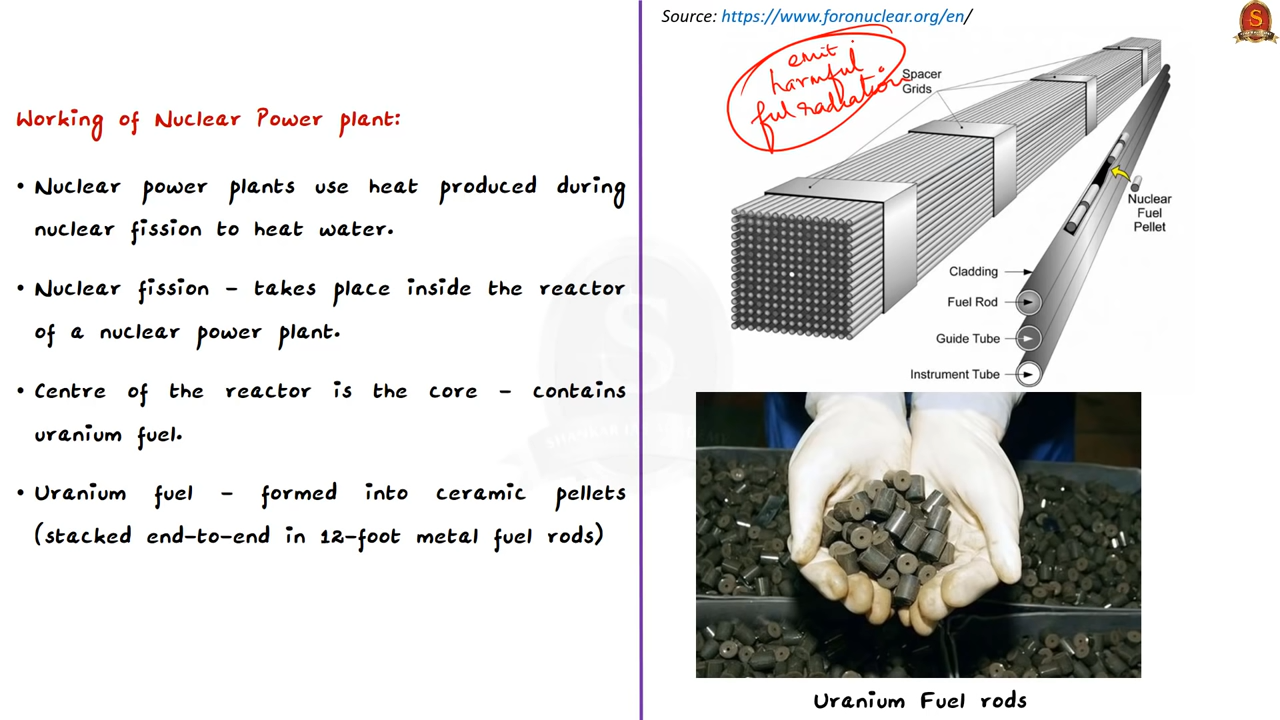 Source: https://www.foronuclear.org/en/
Working of Nuclear Power plant:
• Nuclear power plants use heat produced during
nuclear fission to heat water.
• Nuclear fission – takes place inside the reactor
of a nuclear power plant.
• Centre of the reactor is the core – contains
uranium fuel.
• Uranium fuel – formed into ceramic pellets
(stacked end-to-end in 12-foot metal fuel rods)
emit
harmful
ful radiation
Spacer
Grids
Nuclear
Fuel
Pellet
Cladding
Fuel Rod
Guide Tube
Instrument Tube
Uranium Fuel rods
S